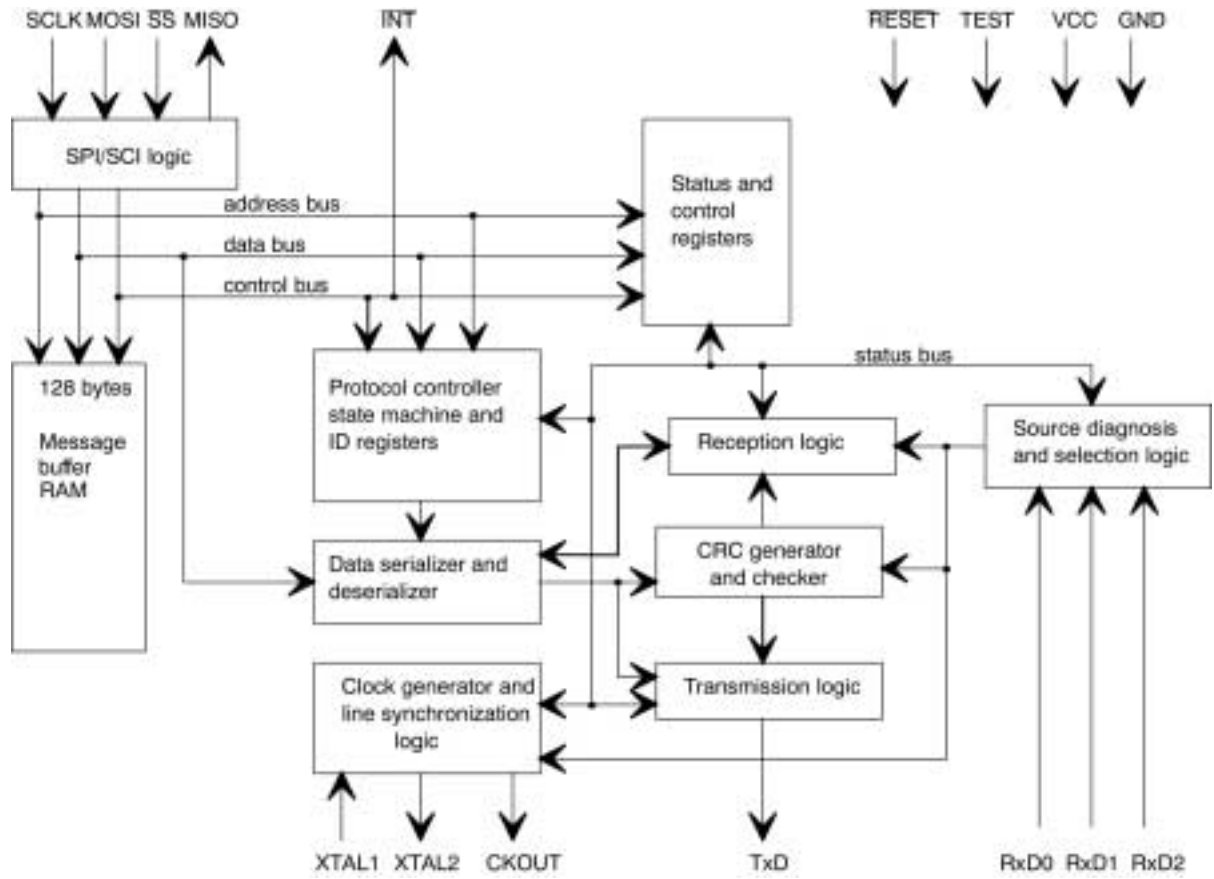 SCLK MOSI SS MISO INT RESET TEST VCC GND
SPI/SCI logic
Status and
control
registers
address bus
data bus
control bus
status bus
128 bytes
Message
buffer
RAM
Protocol controller
state machine and
ID registers
Reception logic
Source diagnosis
and selection logic
Data serializer and
deserializer
CRC generator
and checker
Clock generator and
line synchronization
logic
Transmission logic
XTAL1 XTAL2 CKOUT TxD RxD0 RxD1 RxD2